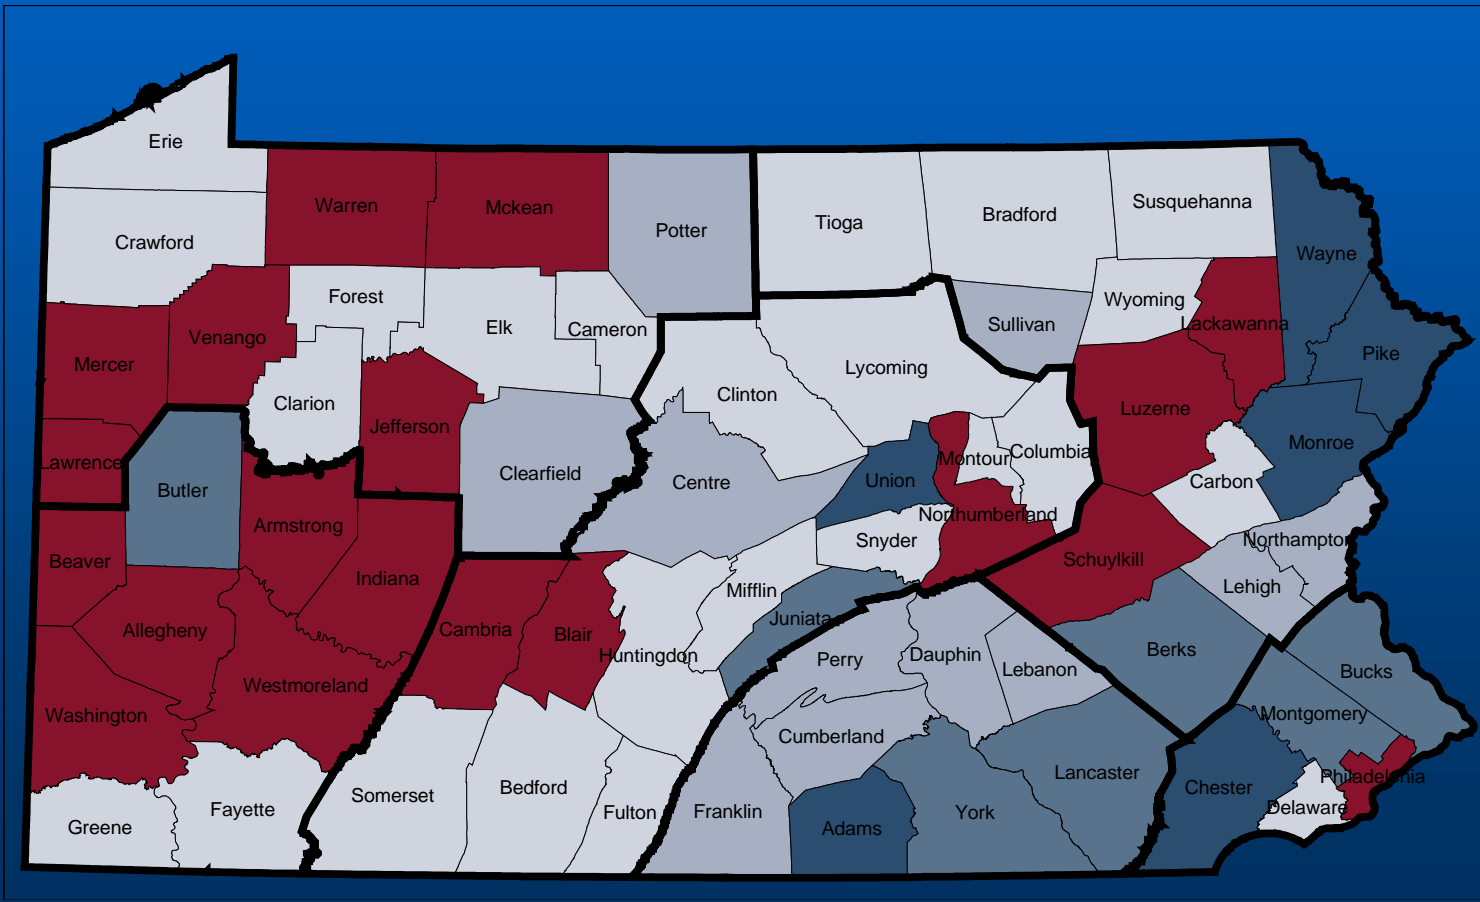 Erie
Warren
Mckean
Potter
Tioga
Bradford
Susquehanna
Wayne
Crawford
Forest
Elk
Cameron
Sullivan
Wyoming
Lackawanna
Pike
Mercer
Venango
Clarion
Jefferson
Clinton
Lycoming
Luzerne
Monroe
Lawrence
Butler
Clearfield
Centre
Union
Montour
Columbia
Carbon
Armstrong
Northumberland
Snyder
Northampton
Beaver
Indiana
Mifflin
Schuylkill
Lehigh
Allegheny
Cambria
Blair
Huntingdon
Juniata
Perry
Dauphin
Lebanon
Berks
Bucks
Westmoreland
Washington
Cumberland
Montgomery
Lancaster
Chester
Philadelphia
Greene
Fayette
Somerset
Bedford
Fulton
Franklin
Adams
York
Delaware